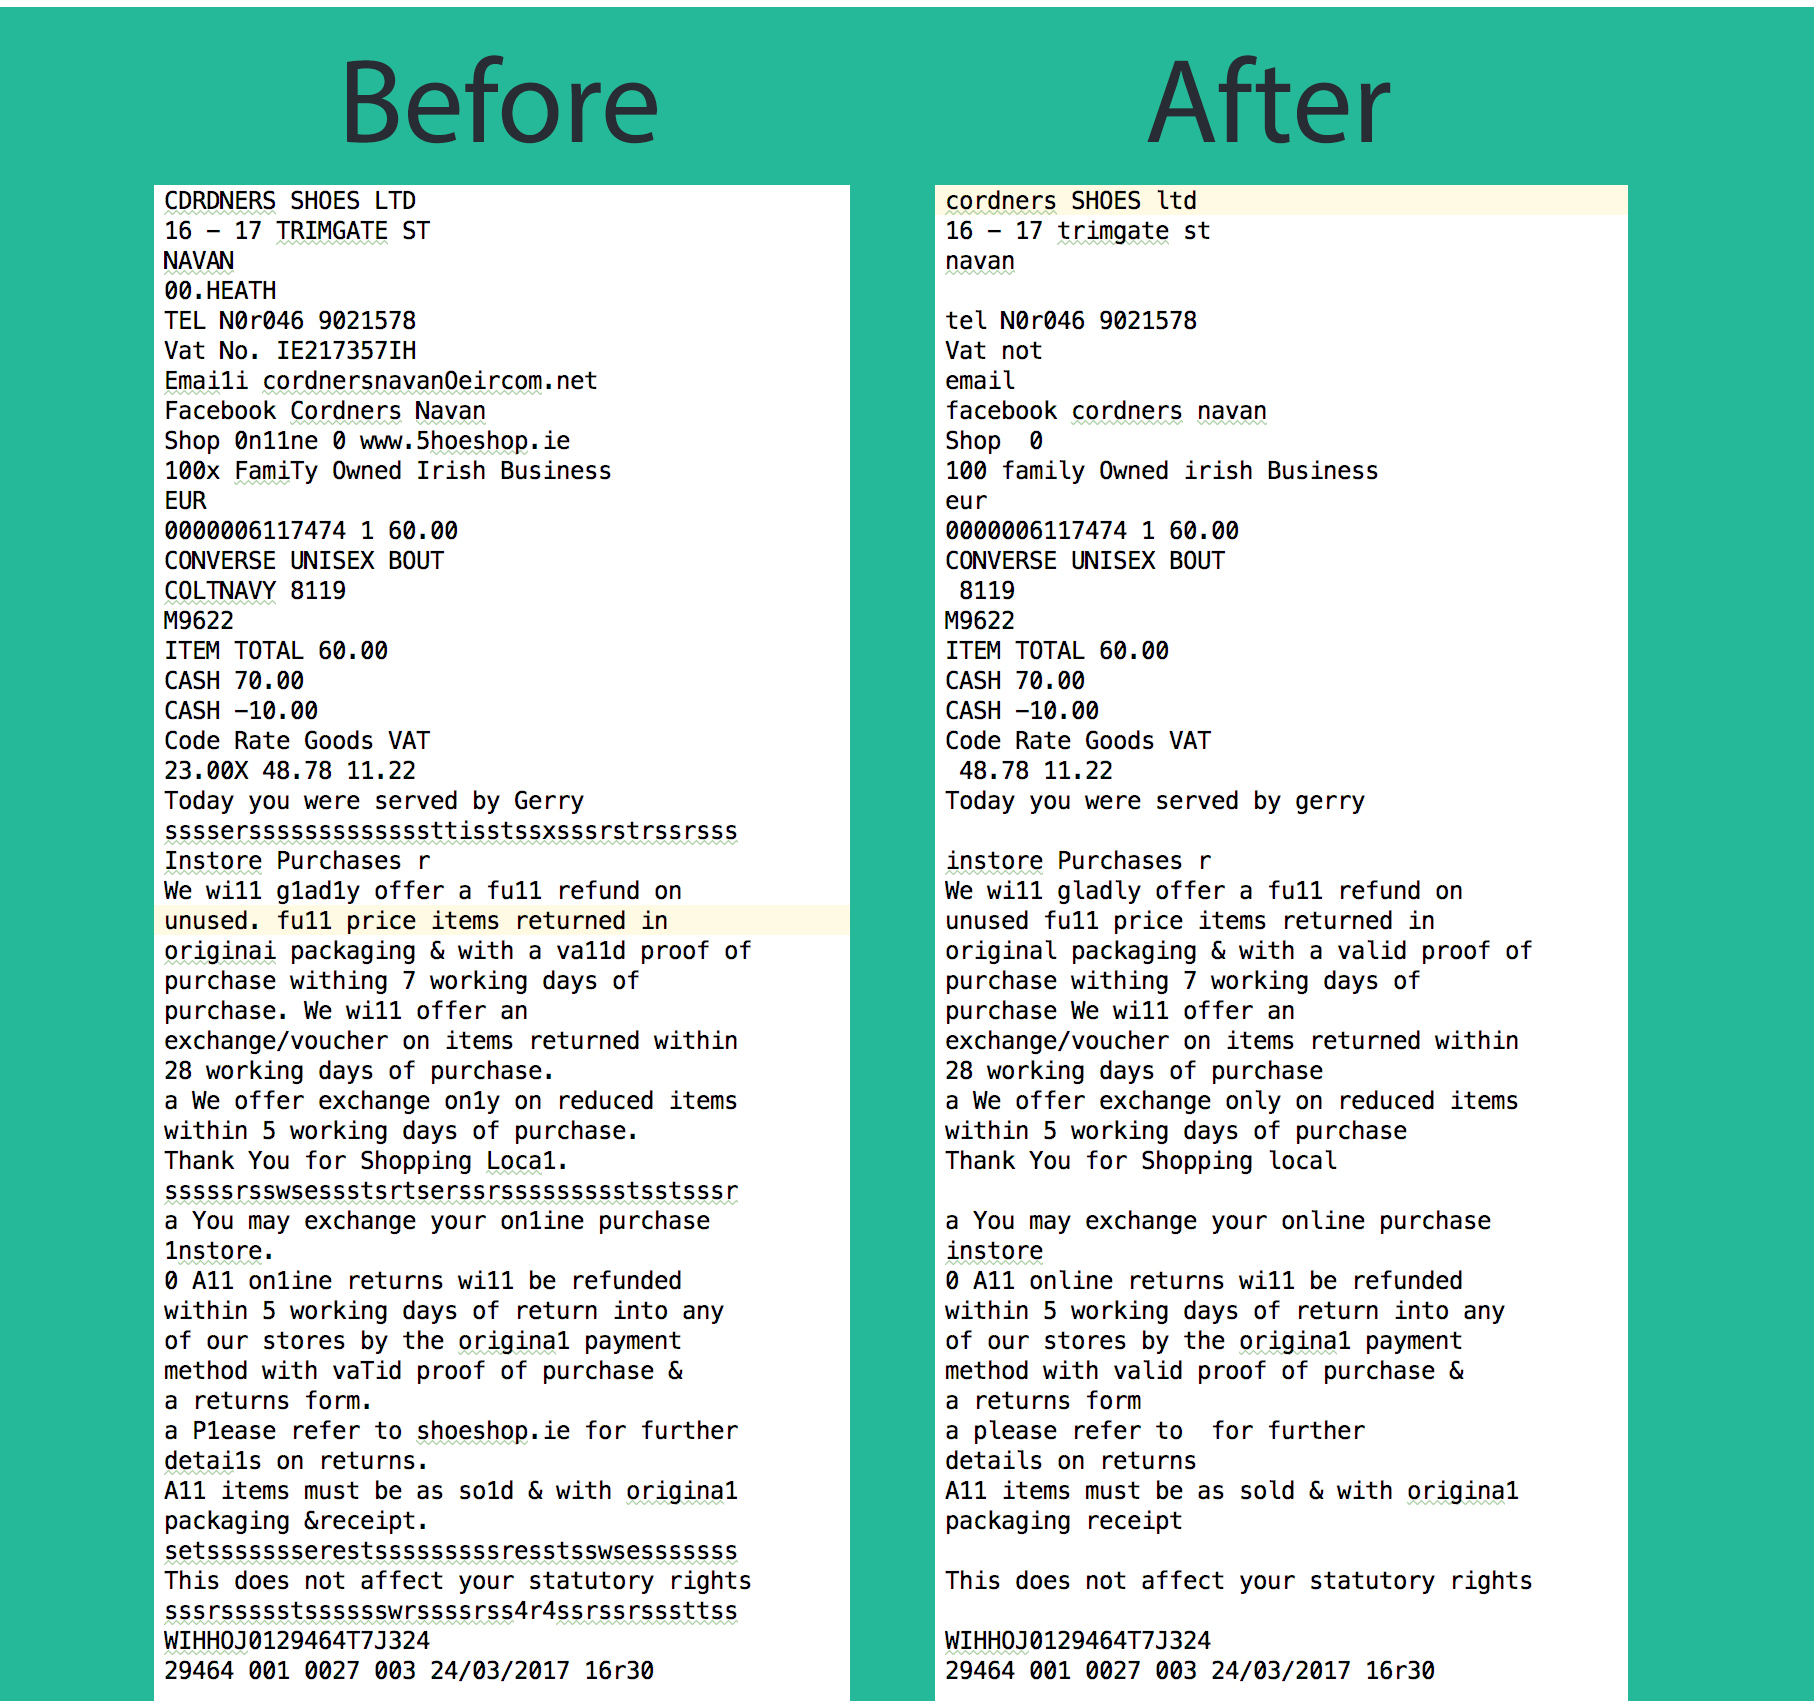 Before
CDRDNERS SHOES LTD
16 – 17 TRIMGATE ST
NAVAN
00.HEATH
TEL N0r046 9021578
Vat No. IE217357IH
Emai1i cordnersnavanOeircom.net
Facebook Cordners Navan
Shop 0n11ne 0 www.5hoeshop.ie
100x FamiTy Owned Irish Business
EUR
0000006117474 1 60.00
CONVERSE UNISEX BOUT
COLTNAVY 8119
M9622
ITEM TOTAL 60.00
CASH 70.00
CASH –10.00
Code Rate Goods VAT
23.00X 48.78 11.22
Today you were served by Gerry
ssssersssssssssssssttisstssxsssrstrssrsss
Instore Purchases r
We wi11 g1ad1y offer a fu11 refund on
unused. fu11 price items returned in
originai packaging & with a va11d proof of
purchase withing 7 working days of
purchase. We wi11 offer an
exchange/voucher on items returned within
28 working days of purchase.
a We offer exchange on1y on reduced items
within 5 working days of purchase.
Thank You for Shopping Loca1.
sssssrsswsessstsrtserssrssssssssstsstsssr
a You may exchange your on1ine purchase
1nstore.
0 A11 on1ine returns wi11 be refunded
within 5 working days of return into any
of our stores by the origina1 payment
method with vaTid proof of purchase &
a returns form.
a P1ease refer to shoeshop.ie for further
detai1s on returns.
A11 items must be as so1d & with origina1
packaging &receipt.
setssssssserestsssssssssresstsswsesssssss
This does not affect your statutory rights
sssrsssssstsssssswrssssrss4r4ssrssrsssttss
WIHHOJ0129464T7J324
29464 001 0027 003 24/03/2017 16r30
After
cordners SHOES ltd
16 – 17 trimgate st
navan
tel N0r046 9021578
Vat not
email
facebook cordners navan
Shop 0
100 family Owned irish Business
eur
0000006117474 1 60.00
CONVERSE UNISEX BOUT
8119
M9622
ITEM TOTAL 60.00
CASH 70.00
CASH –10.00
Code Rate Goods VAT
48.78 11.22
Today you were served by gerry
instore Purchases r
We wi11 gladly offer a fu11 refund on
unused fu11 price items returned in
original packaging & with a valid proof of
purchase withing 7 working days of
purchase We wi11 offer an
exchange/voucher on items returned within
28 working days of purchase
a We offer exchange only on reduced items
within 5 working days of purchase
Thank You for Shopping local
a You may exchange your online purchase
instore
0 A11 online returns wi11 be refunded
within 5 working days of return into any
of our stores by the origina1 payment
method with valid proof of purchase &
a returns form
a please refer to for further
details on returns
A11 items must be as sold & with origina1
packaging receipt
This does not affect your statutory rights
WIHHOJ0129464T7J324
29464 001 0027 003 24/03/2017 16r30